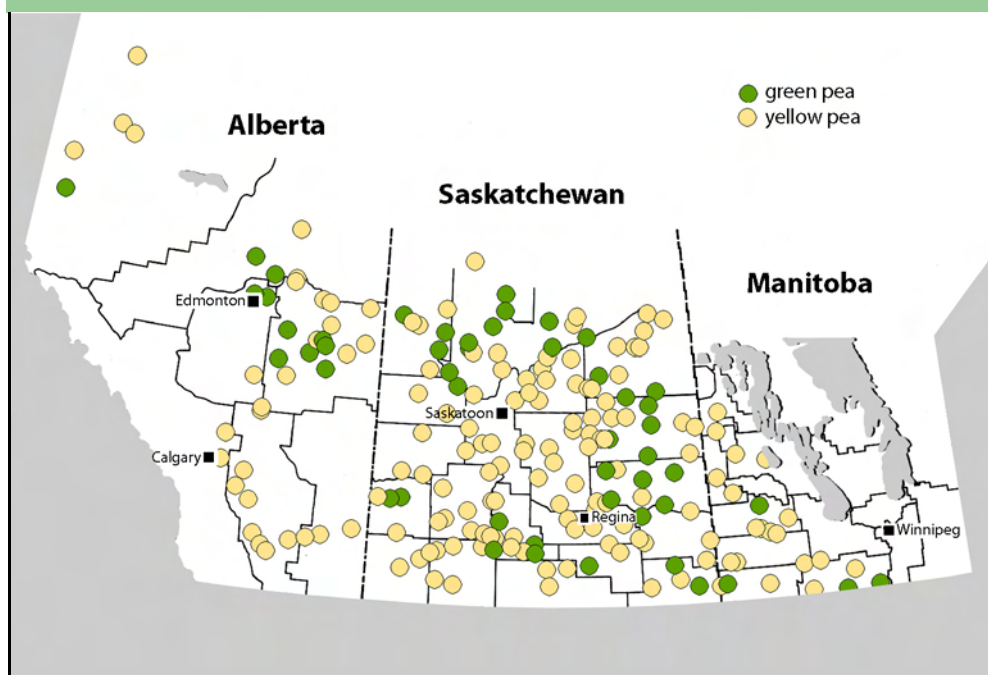 green pea
yellow pea
Alberta
Saskatchewan
Manitoba
Edmonton
Saskatoon
Calgary
Regina
Winnipeg